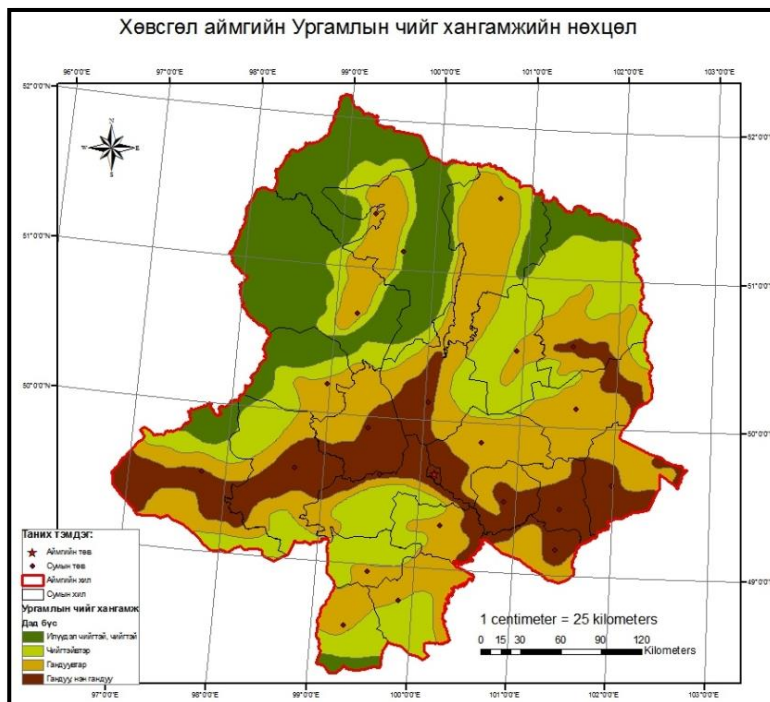 Хөвсгөл аймгийн Ургамлын чийг хангамжийн нөхцөл
96°0'0"E 97°0'0"E 98°0'0"E 99°0'0"E 100°0'0"E 101°0'0"E 102°0'0"E 103°0'0"E
52°0'0"N 52°0'0"N
N
W E
S
51°0'0"N 51°0'0"N
50°0'0"N 50°0'0"N
49°0'0"N
Таних тэмдэг:
Аймгийн төв
Сумын төв
Аймгийн хил
Сумын хил
Ургамлын чийг хангамж
Дэд бүс
Илүүдэл чийгтэй, чийгтэй
Чийгтэйвтэр
Гандуувтар
Гандуу, нэн гандуу
1 centimeter = 25 kilometers
0 15 30 60 90 120
Kilometers
97°0'0"E 98°0'0"E 99°0'0"E 100°0'0"E 101°0'0"E 102°0'0"E 103°0'0"E